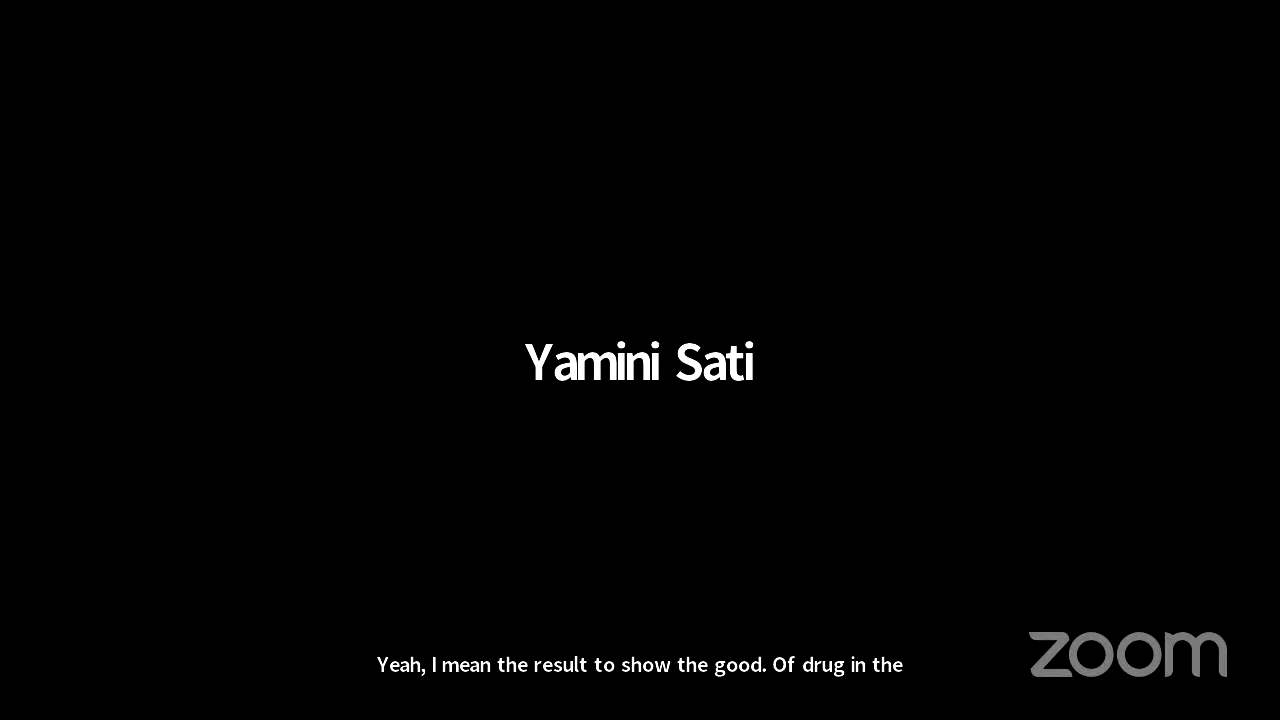 Yamini Sati
Yeah, I mean the result to show the good. Of drug in the
zoom